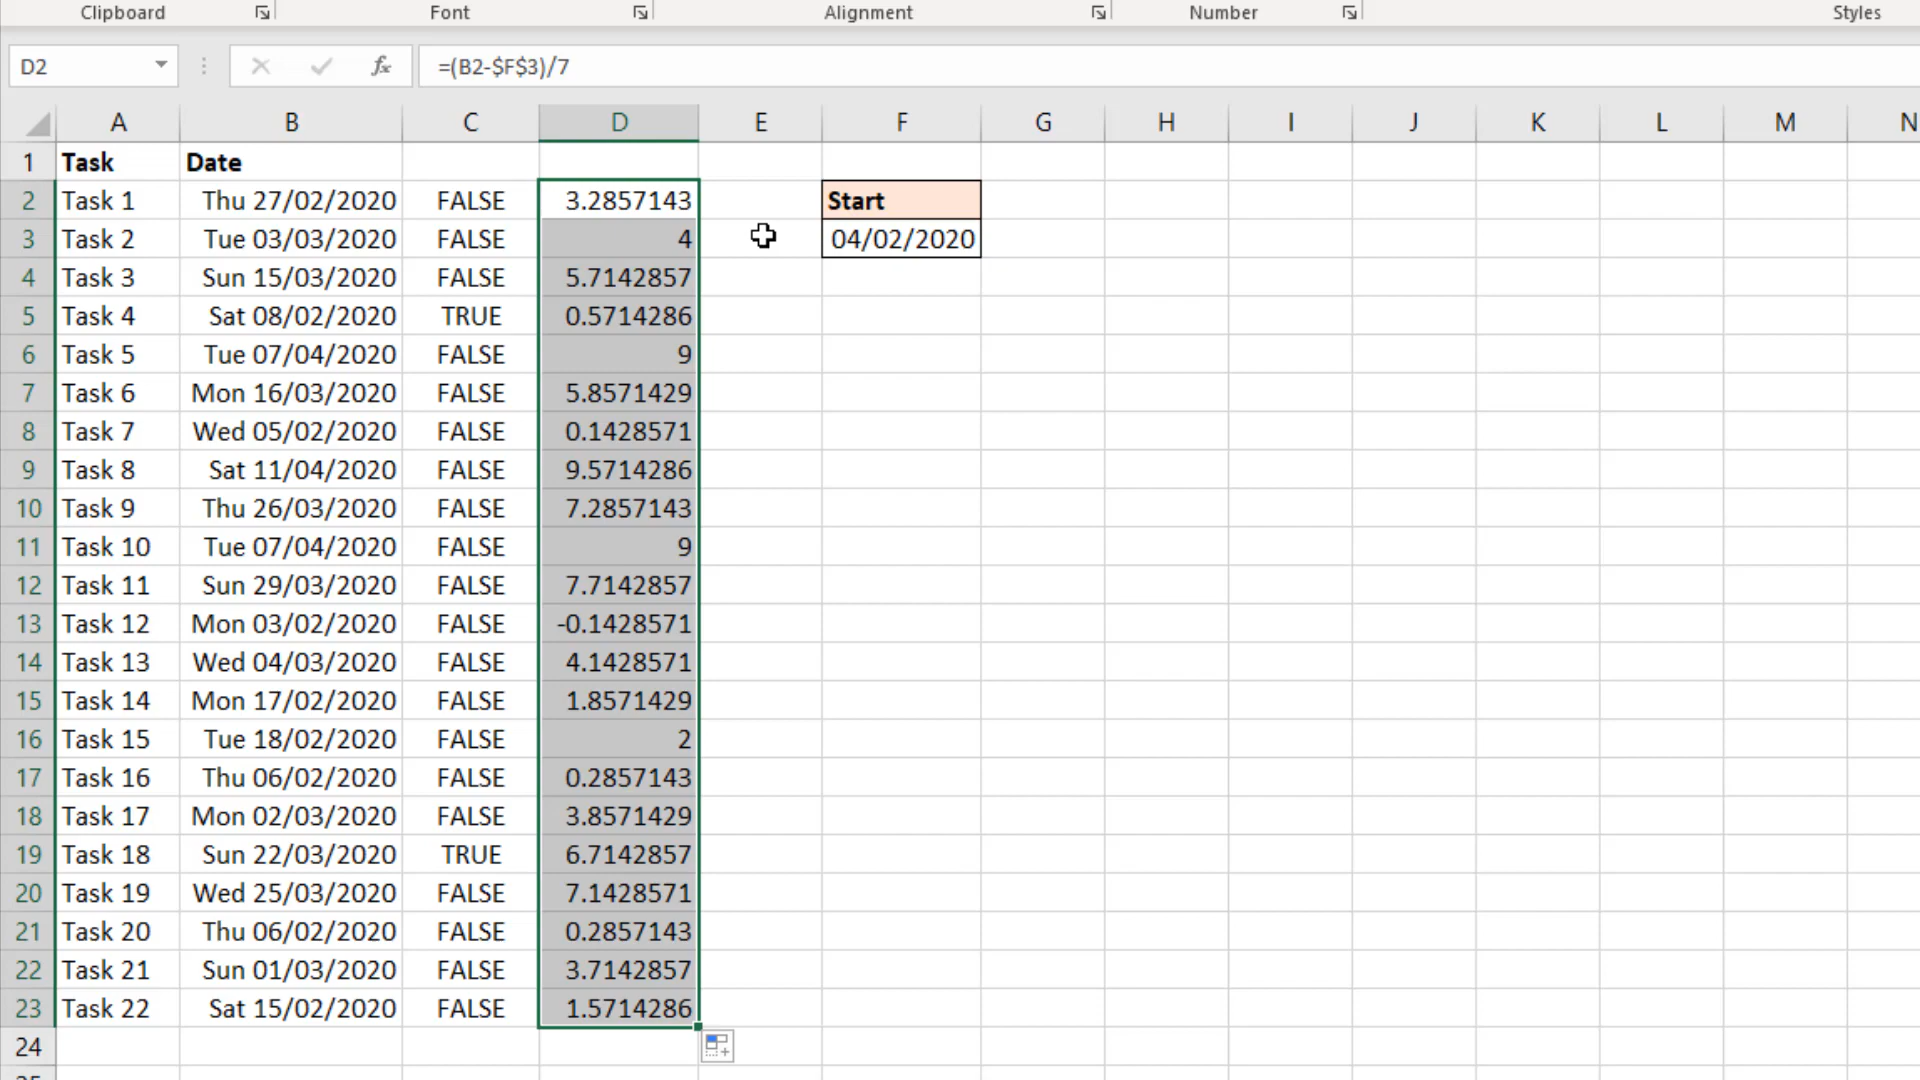 Clipboard Font Alignment Number Styles
D2 fx =(B2-$F$3)/7
A B C D E F G H I J K L M N
1 Task Date
2 Task 1 Thu 27/02/2020 FALSE 3.2857143 Start
3 Task 2 Tue 03/03/2020 FALSE 4 04/02/2020
4 Task 3 Sun 15/03/2020 FALSE 5.7142857
5 Task 4 Sat 08/02/2020 TRUE 0.5714286
6 Task 5 Tue 07/04/2020 FALSE 9
7 Task 6 Mon 16/03/2020 FALSE 5.8571429
8 Task 7 Wed 05/02/2020 FALSE 0.1428571
9 Task 8 Sat 11/04/2020 FALSE 9.5714286
10 Task 9 Thu 26/03/2020 FALSE 7.2857143
11 Task 10 Tue 07/04/2020 FALSE 9
12 Task 11 Sun 29/03/2020 FALSE 7.7142857
13 Task 12 Mon 03/02/2020 FALSE -0.1428571
14 Task 13 Wed 04/03/2020 FALSE 4.1428571
15 Task 14 Mon 17/02/2020 FALSE 1.8571429
16 Task 15 Tue 18/02/2020 FALSE 2
17 Task 16 Thu 06/02/2020 FALSE 0.2857143
18 Task 17 Mon 02/03/2020 FALSE 3.8571429
19 Task 18 Sun 22/03/2020 TRUE 6.7142857
20 Task 19 Wed 25/03/2020 FALSE 7.1428571
21 Task 20 Thu 06/02/2020 FALSE 0.2857143
22 Task 21 Sun 01/03/2020 FALSE 3.7142857
23 Task 22 Sat 15/02/2020 FALSE 1.5714286
24